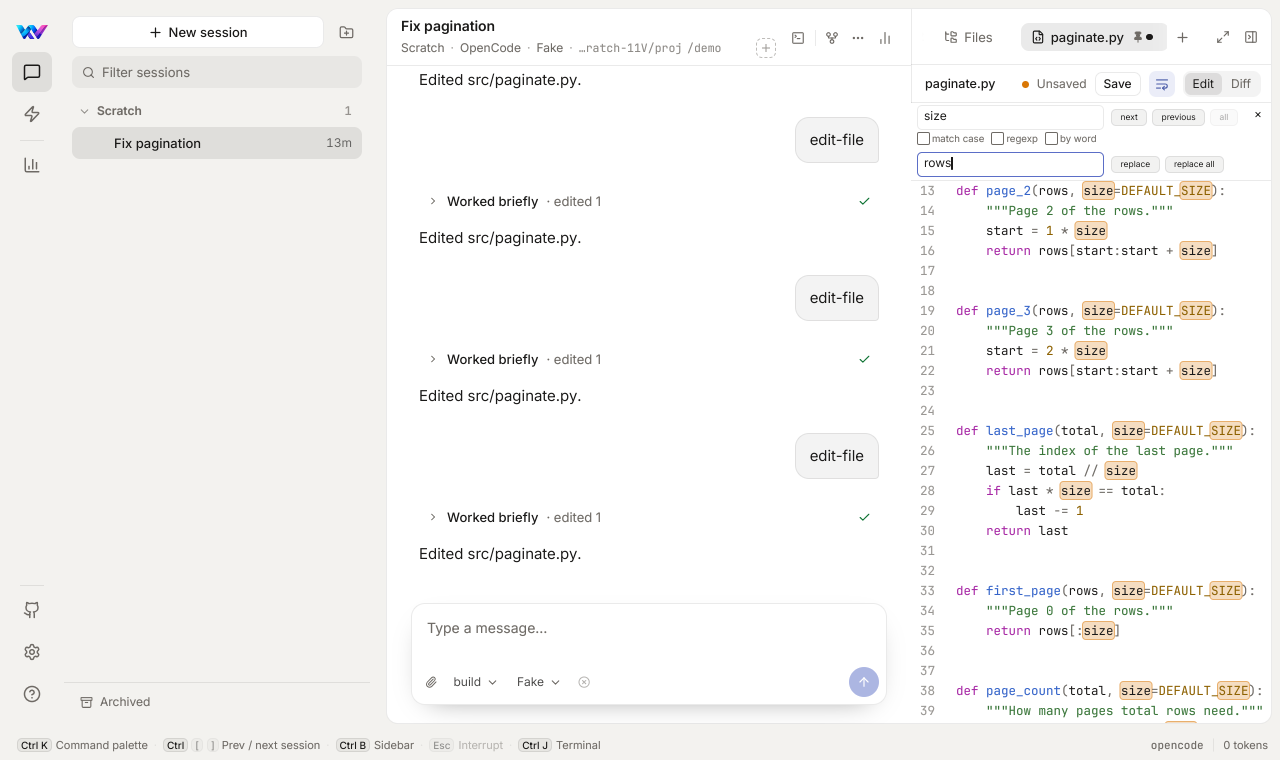 New session
Filter sessions
Scratch 1
Fix pagination 13m
Archived
Fix pagination
Scratch · OpenCode · Fake · …ratch-11V/proj /demo
Edited src/paginate.py.
edit-file
Worked briefly · edited 1
Edited src/paginate.py.
edit-file
Worked briefly · edited 1
Edited src/paginate.py.
edit-file
Worked briefly · edited 1
Edited src/paginate.py.
Type a message...
build Fake
Files paginate.py
paginate.py Unsaved Save Edit Diff
size next previous all ×
match case regexp by word
rows replace replace all
13 def page_2(rows, size=DEFAULT_SIZE):
14 """Page 2 of the rows."""
15 start = 1 * size
16 return rows[start:start + size]
17
18
19 def page_3(rows, size=DEFAULT_SIZE):
20 """Page 3 of the rows."""
21 start = 2 * size
22 return rows[start:start + size]
23
24
25 def last_page(total, size=DEFAULT_SIZE):
26 """The index of the last page."""
27 last = total // size
28 if last * size == total:
29 last -= 1
30 return last
31
32
33 def first_page(rows, size=DEFAULT_SIZE):
34 """Page 0 of the rows."""
35 return rows[:size]
36
37
38 def page_count(total, size=DEFAULT_SIZE):
39 """How many pages total rows need."""
Ctrl K Command palette Ctrl [ ] Prev / next session Ctrl B Sidebar Esc Interrupt Ctrl J Terminal opencode 0 tokens